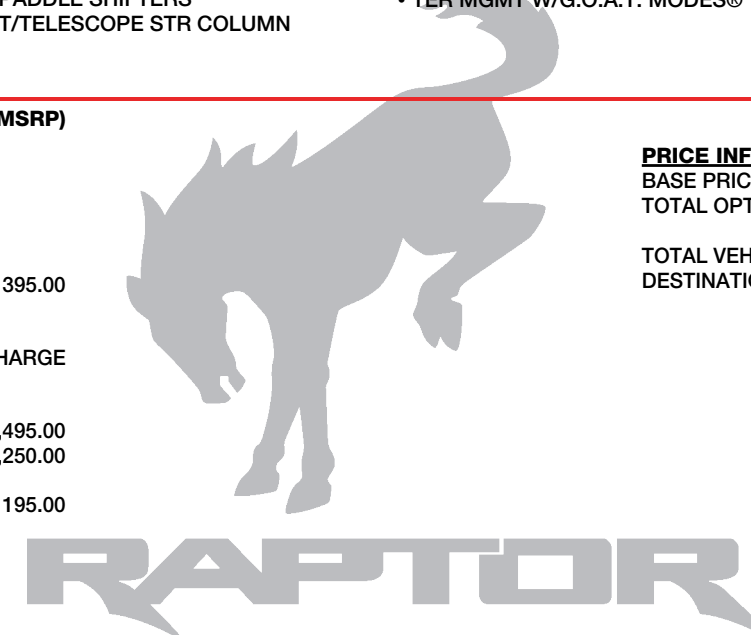 PADDLE SHIFTERS
T/TELESCOPE STR COLUMN
• TER MGMT W/G.O.A.T. MODES®
MSRP)
395.00
HARGE
,495.00
,250.00
195.00
PRICE INF
BASE PRIC
TOTAL OPT
TOTAL VEH
DESTINATIO
RAPTOR